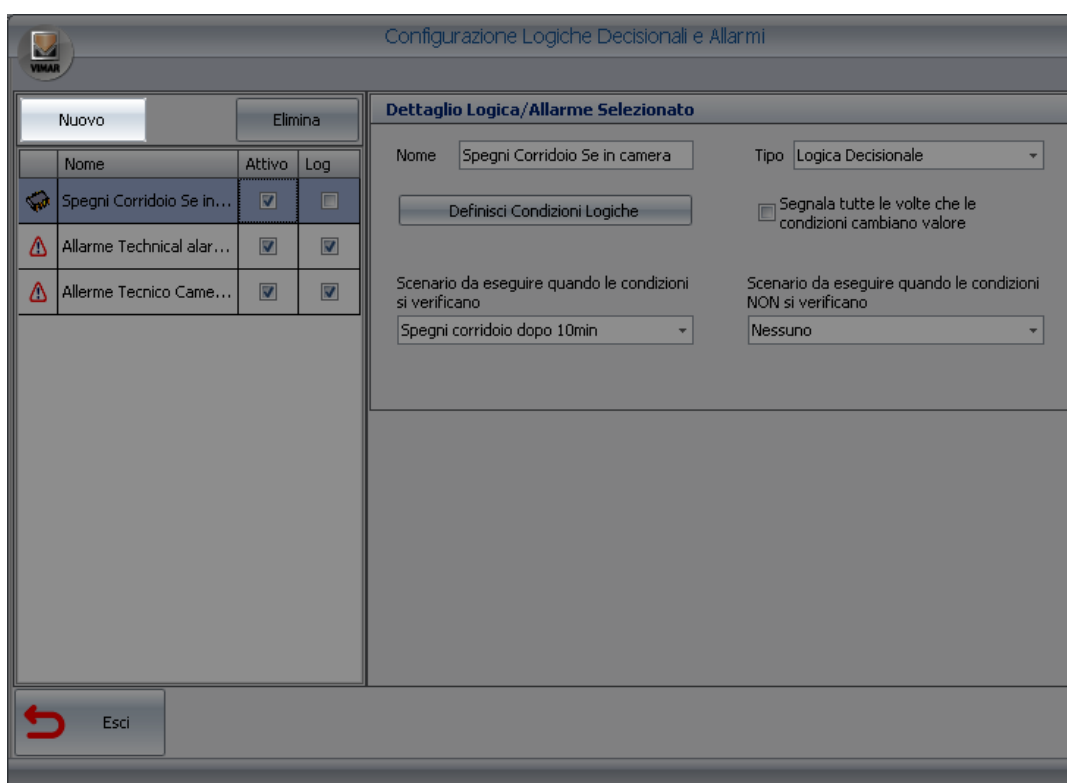 Configurazione Logiche Decisionali e Allarmi
VIMAR
Nuovo
Elimina
Nome
Attivo
Log
Spegni Corridoio Se in...
Allarme Technical alar...
Allerme Tecnico Came...
Dettaglio Logica/Allarme Selezionato
Nome
Spegni Corridoio Se in camera
Tipo
Logica Decisionale
Definisci Condizioni Logiche
Segnala tutte le volte che le
condizioni cambiano valore
Scenario da eseguire quando le condizioni
si verificano
Spegni corridoio dopo 10min
Scenario da eseguire quando le condizioni
NON si verificano
Nessuno
Esci